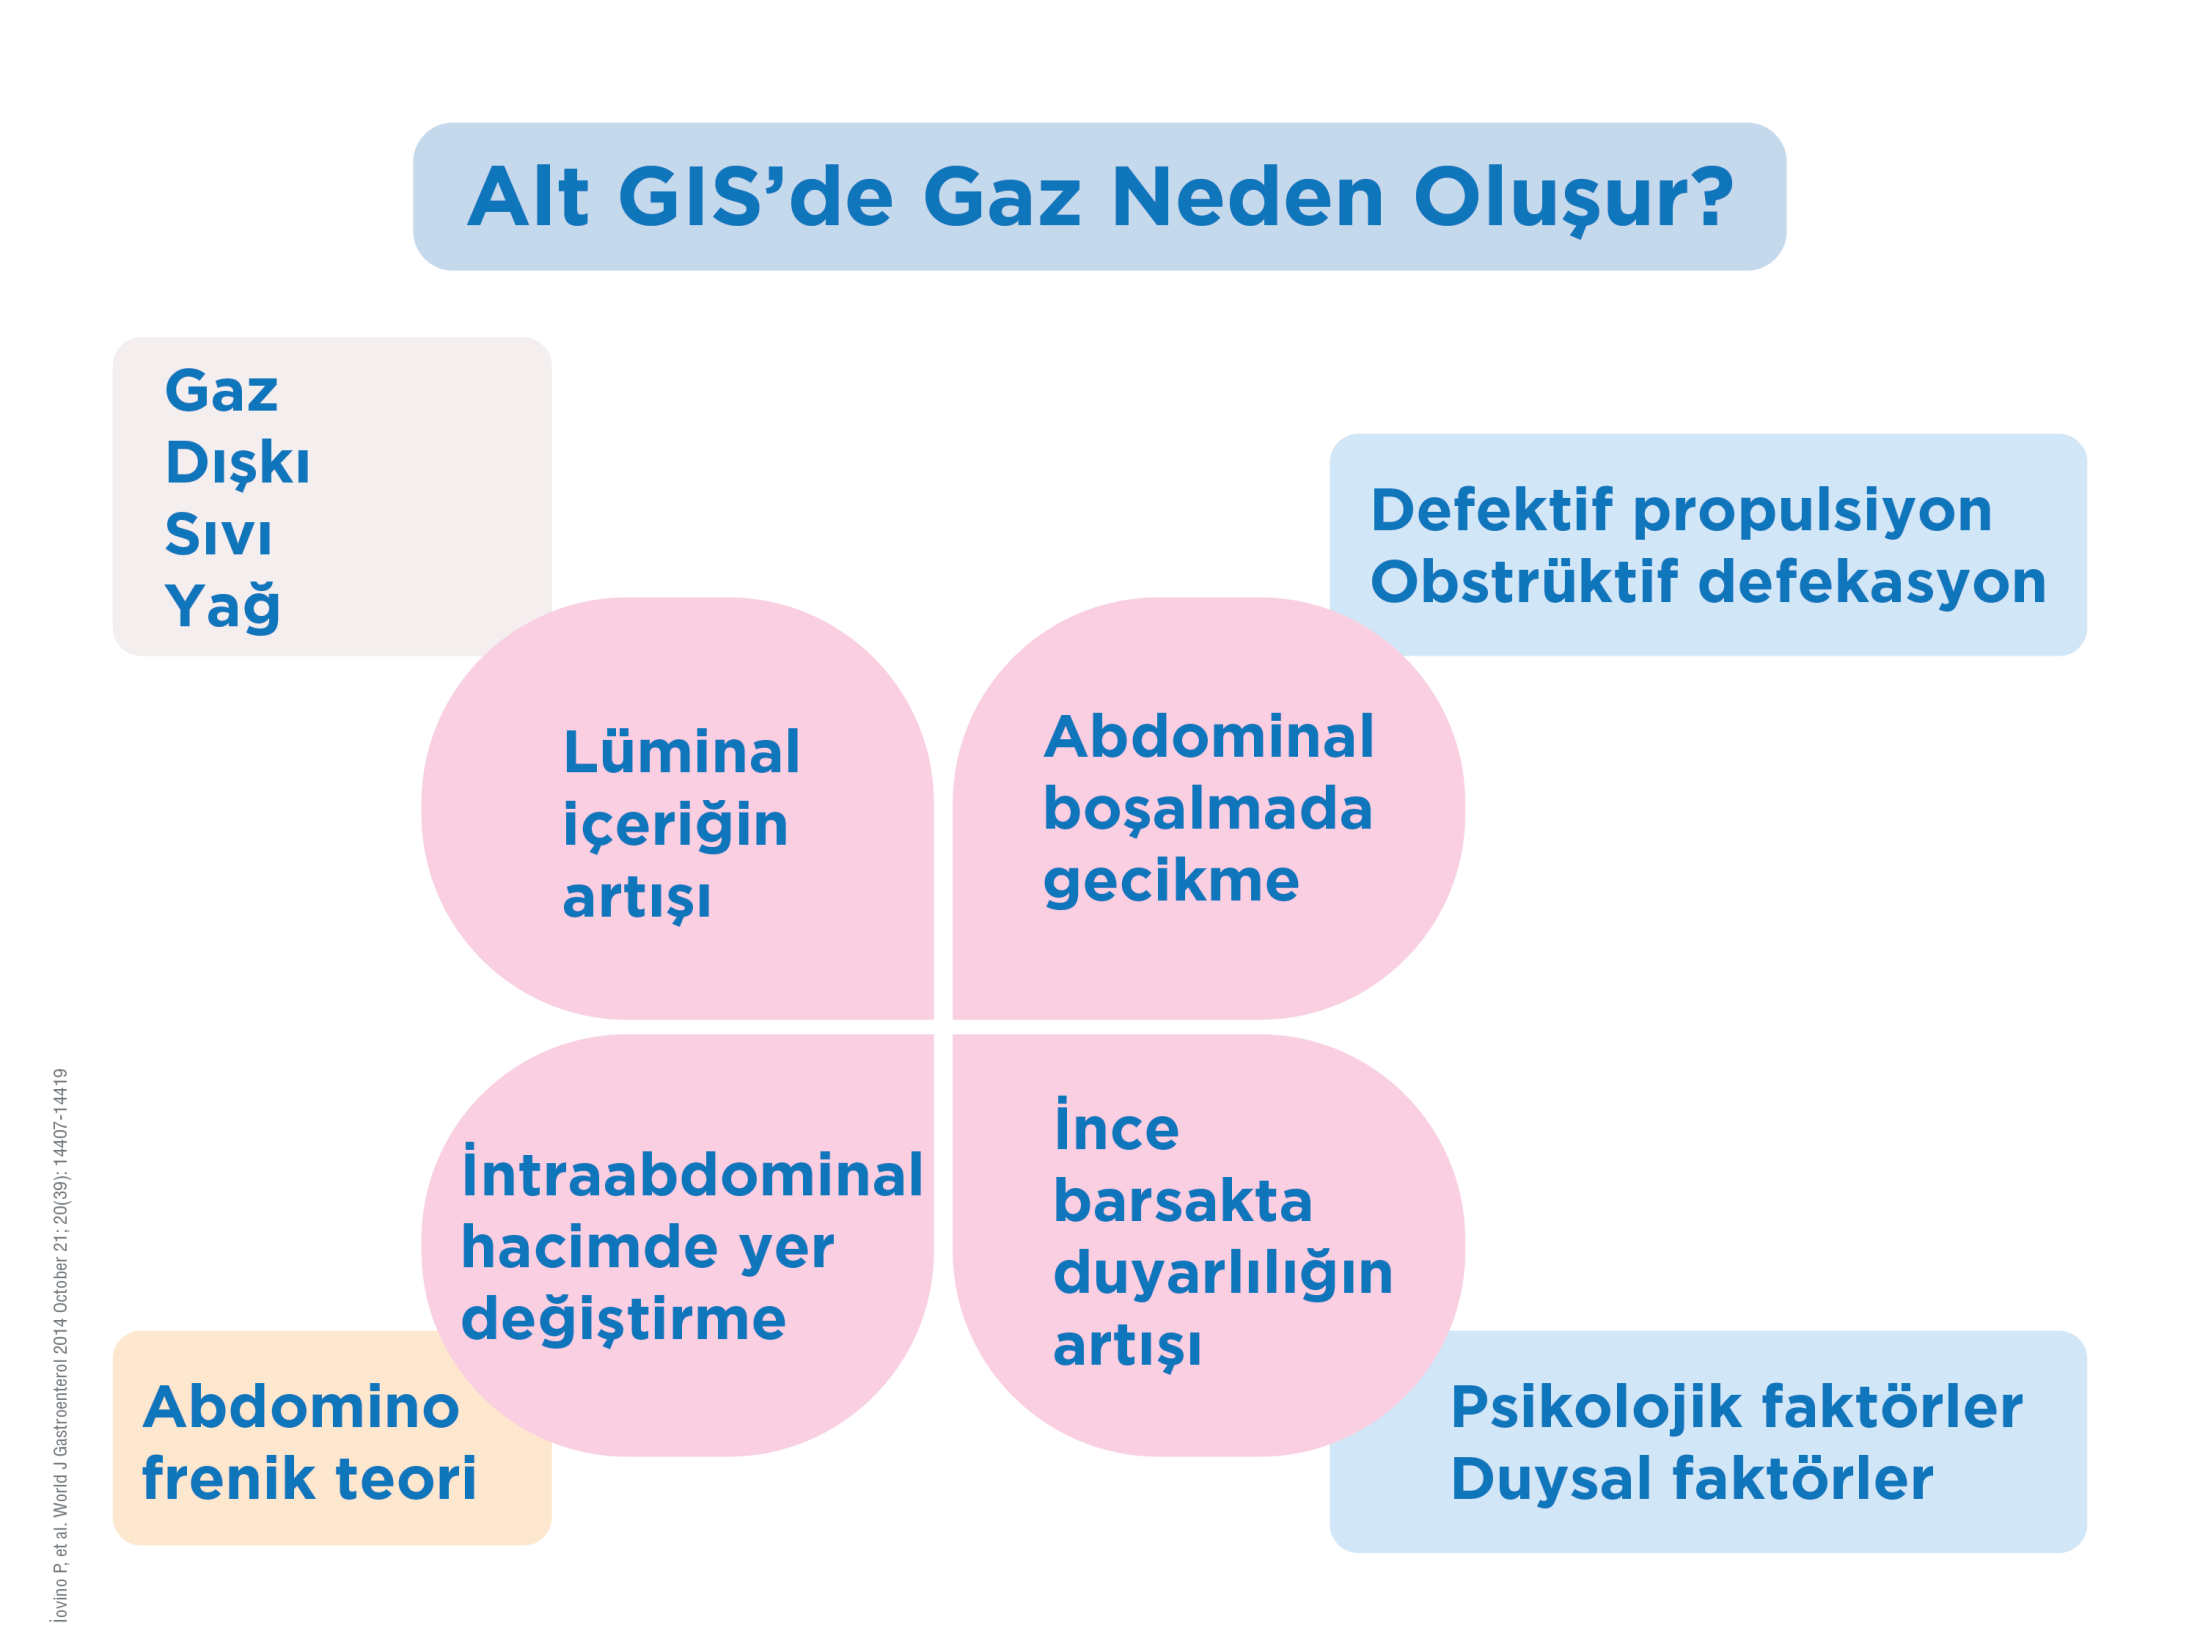 Alt GIS’de Gaz Neden Oluşur?
Gaz
Dışkı
Sıvı
Yağ
Defektif propulsiyon
Obstrüktif defekasyon
Lüminal
içeriğin
artışı
Abdominal
boşalmada
gecikme
İntraabdominal
hacimde yer
değiştirme
İnce
barsakta
duyarlılığın
artışı
Abdomino
frenik teori
Psikolojik faktörler
Duysal faktörler
İovino P, et al. World J Gastroenterol 2014 October 21; 20(39): 14407-14419